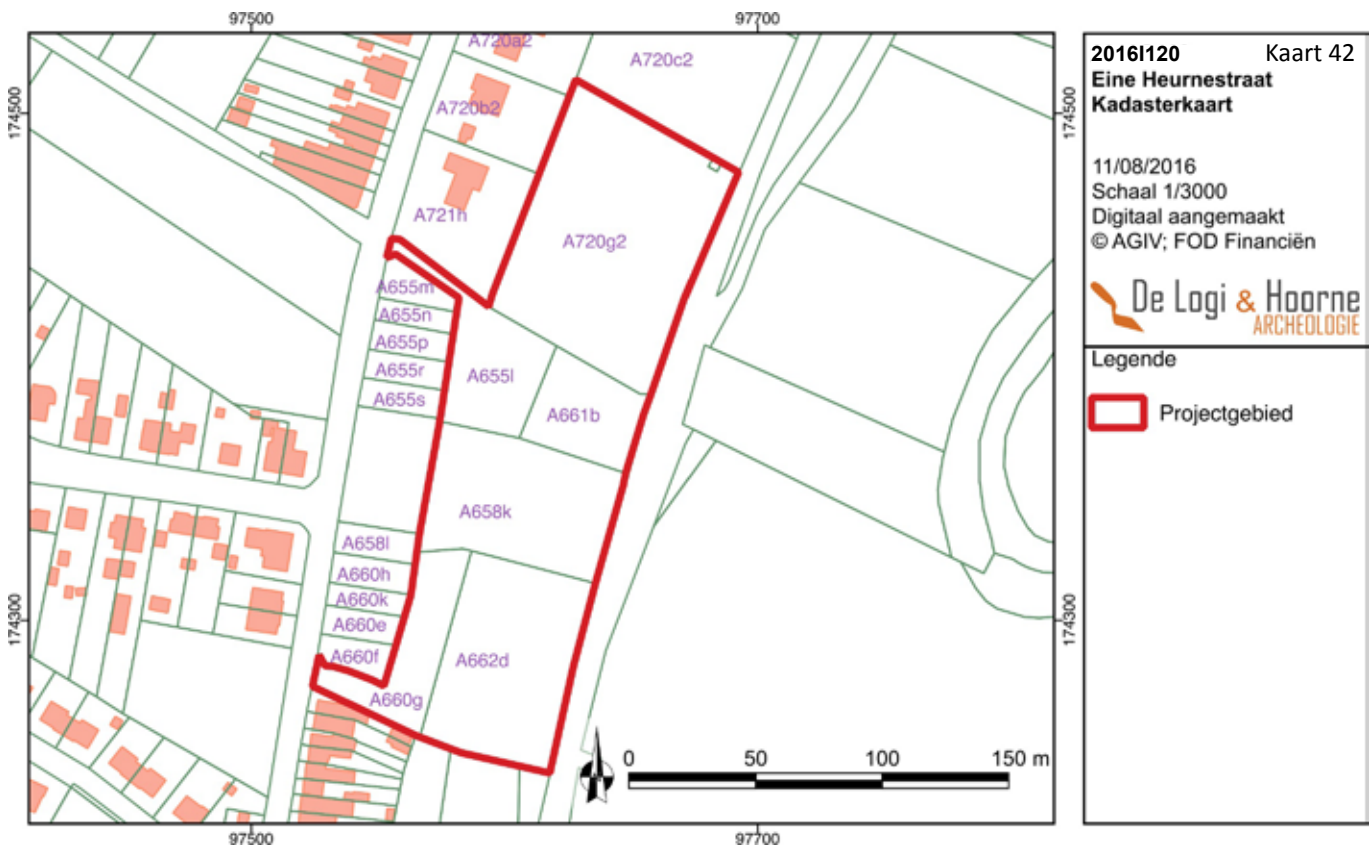 97500
97700
174500
174500
A720a2
A720c2
A720b2
A721h
A720g2
A655m
A655n
A655p
A655r
A655l
A655s
A661b
A658k
A658l
A660h
A660k
A660e
A660f
A662d
A660g
174300
174300
0 50 100 150 m
97500
97700
2016I120 Kaart 42
Eine Heurnestraat
Kadasterkaart
11/08/2016
Schaal 1/3000
Digitaal aangemaakt
© AGIV; FOD Financiën
De Logi & Hoorne
ARCHEOLOGIE
Legende
Projectgebied